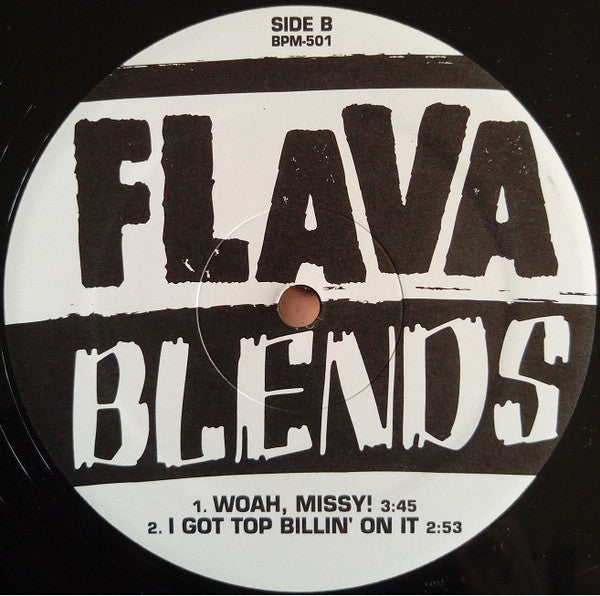 SIDE B
BPM-501
FLAVA
BLENDS
1. WOAH, MISSY! 3:45
2. I GOT TOP BILLIN' ON IT 2:53